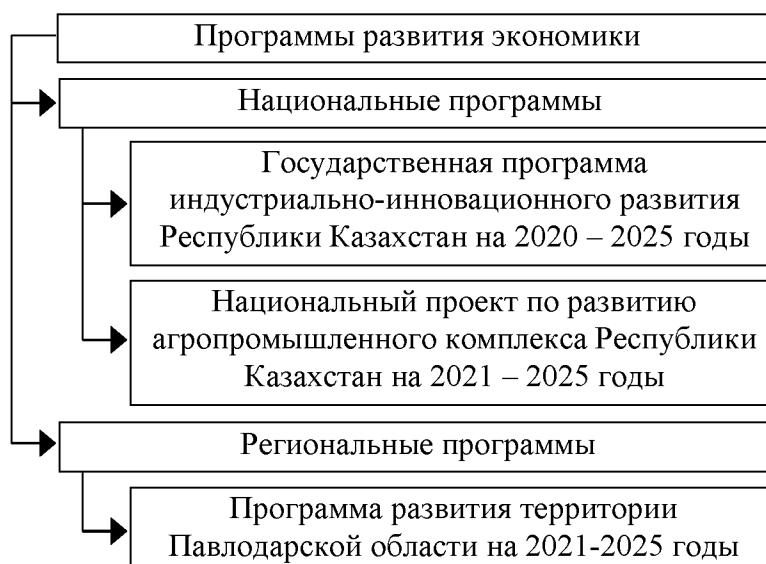 Программы развития экономики
Национальные программы
Государственная программа
индустриально-инновационного развития
Республики Казахстан на 2020 – 2025 годы
Национальный проект по развитию
агропромышленного комплекса Республики
Казахстан на 2021 – 2025 годы
Региональные программы
Программа развития территории
Павлодарской области на 2021-2025 годы